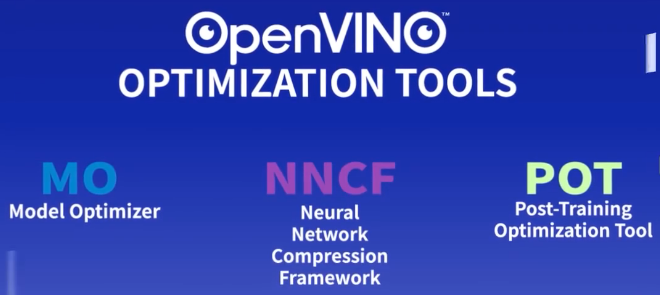 OpenVINO™
OPTIMIZATION TOOLS
MO
Model Optimizer
NNCF
Neural
Network
Compression
Framework
POT
Post-Training
Optimization Tool